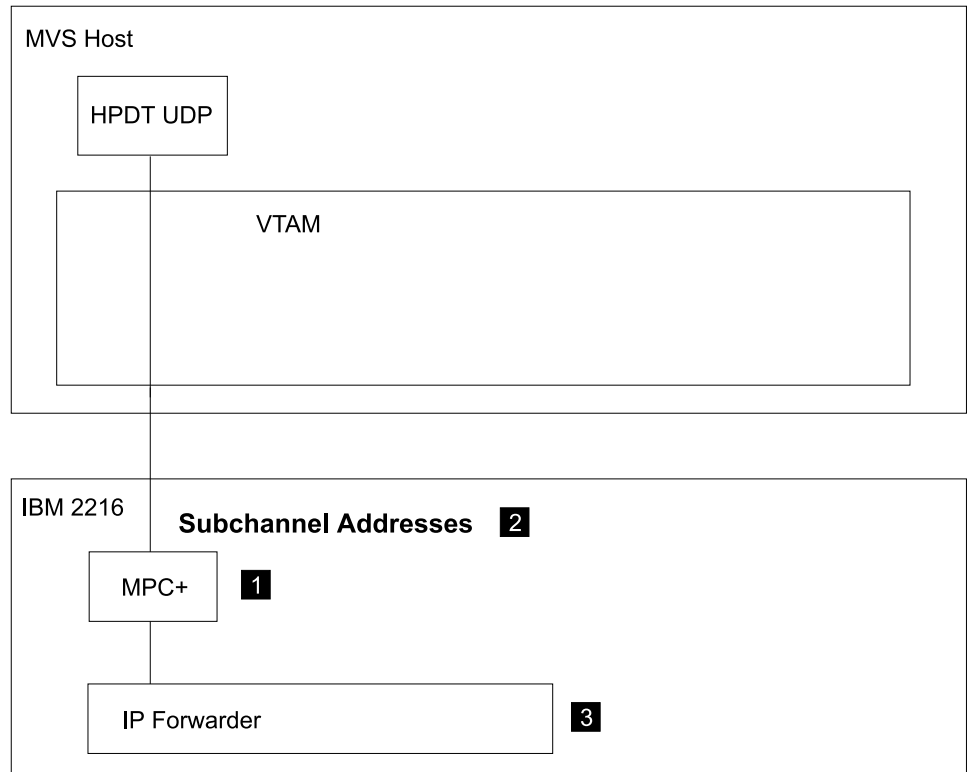 MVS Host
HPDT UDP
VTAM
IBM 2216
Subchannel Addresses 2
MPC+ 1
IP Forwarder 3